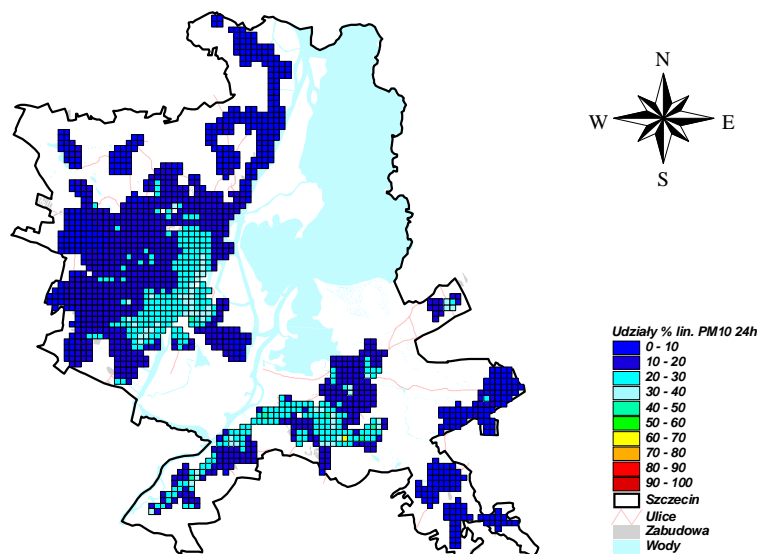 N
W E
S
Udziały % lin. PM10 24h
0 - 10
10 - 20
20 - 30
30 - 40
40 - 50
50 - 60
60 - 70
70 - 80
80 - 90
90 - 100
Szczecin
Ulice
Zabudowa
Wody